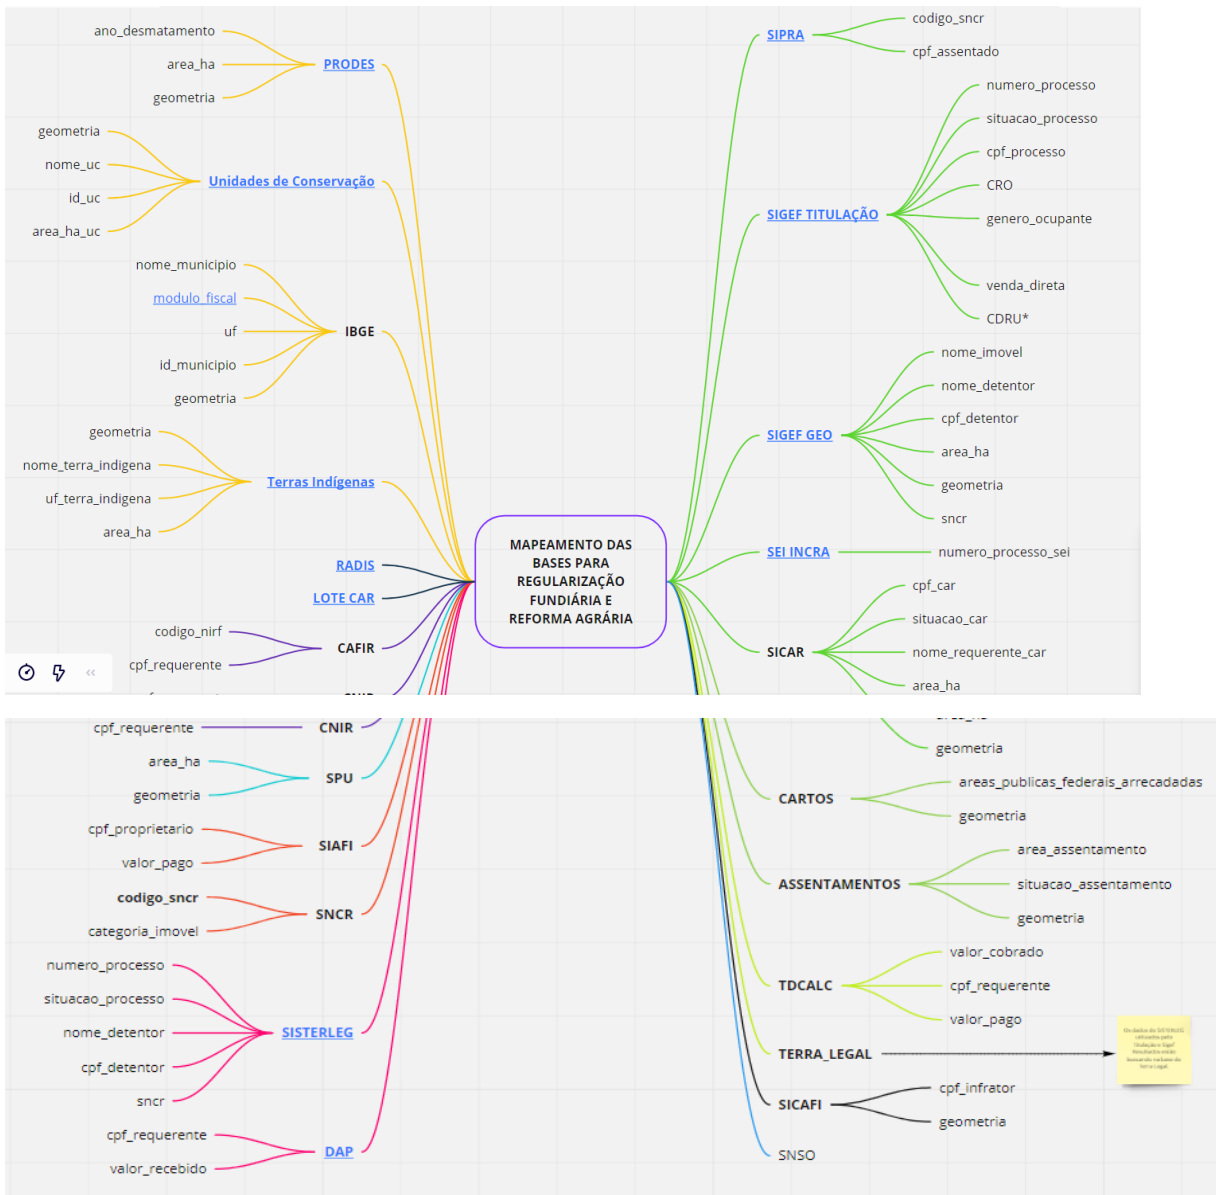 ano_desmatamento
area_ha
geometria
PRODES
geometria
nome_uc
id_uc
area_ha_uc
Unidades de Conservação
nome_municipio
modulo_fiscal
uf
id_municipio
geometria
IBGE
geometria
nome_terra_indigena
uf_terra_indigena
area_ha
Terras Indígenas
RADIS
LOTE CAR
codigo_nirf
cpf_requerente
CAFIR
MAPEAMENTO DAS
BASES PARA
REGULARIZAÇÃO
FUNDIÁRIA E
REFORMA AGRÁRIA
SIPRA
codigo_sncr
cpf_assentado
SIGEF TITULAÇÃO
numero_processo
situacao_processo
cpf_processo
CRO
genero_ocupante
venda_direta
CDRU*
SIGEF GEO
nome_imovel
nome_detentor
cpf_detentor
area_ha
geometria
sncr
SEI INCRA
numero_processo_sei
SICAR
cpf_car
situacao_car
nome_requerente_car
area_ha
cpf_requerente
CNIR
area_ha
geometria
SPU
cpf_proprietario
valor_pago
SIAFI
codigo_sncr
categoria_imovel
SNCR
numero_processo
situacao_processo
nome_detentor
cpf_detentor
sncr
SISTERLEG
cpf_requerente
valor_recebido
DAP
geometria
CARTOS
areas_publicas_federais_arrecadadas
geometria
ASSENTAMENTOS
area_assentamento
situacao_assentamento
geometria
TDCALC
valor_cobrado
cpf_requerente
valor_pago
TERRA_LEGAL
SICAFI
cpf_infrator
geometria
SNSO